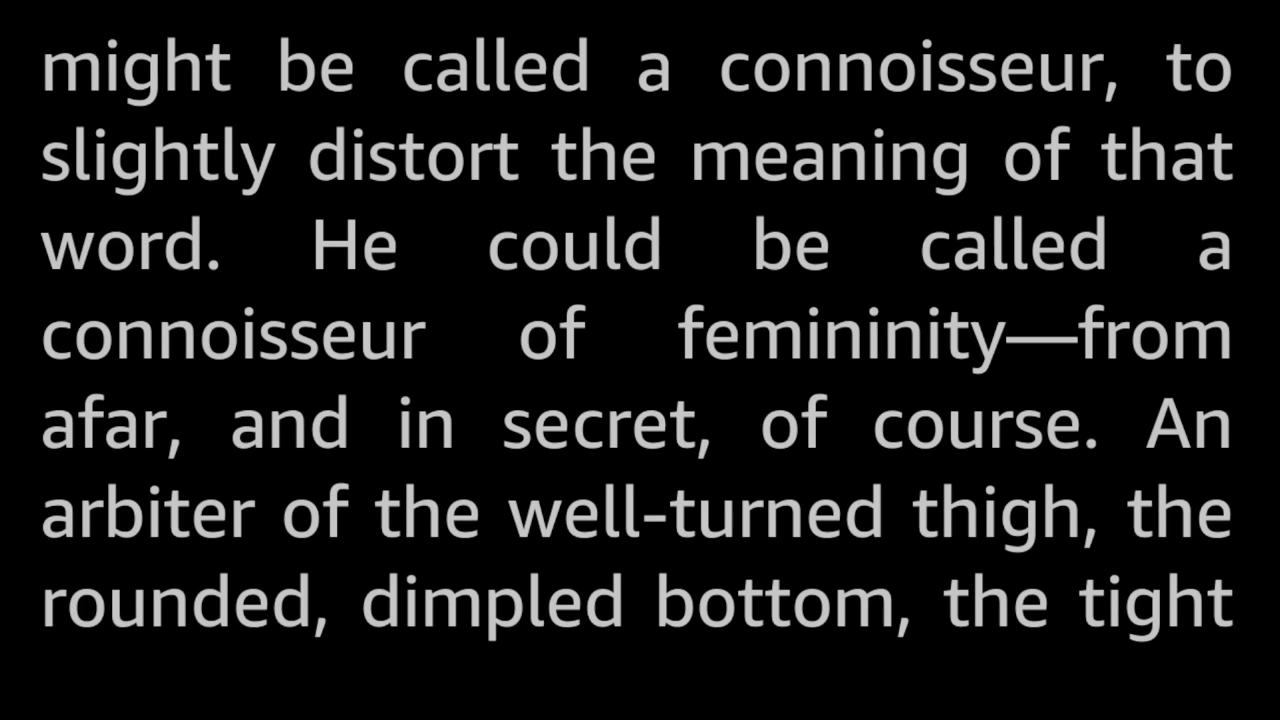 might be called a connoisseur, to
slightly distort the meaning of that
word. He could be called a
connoisseur of femininity—from
afar, and in secret, of course. An
arbiter of the well-turned thigh, the
rounded, dimpled bottom, the tight